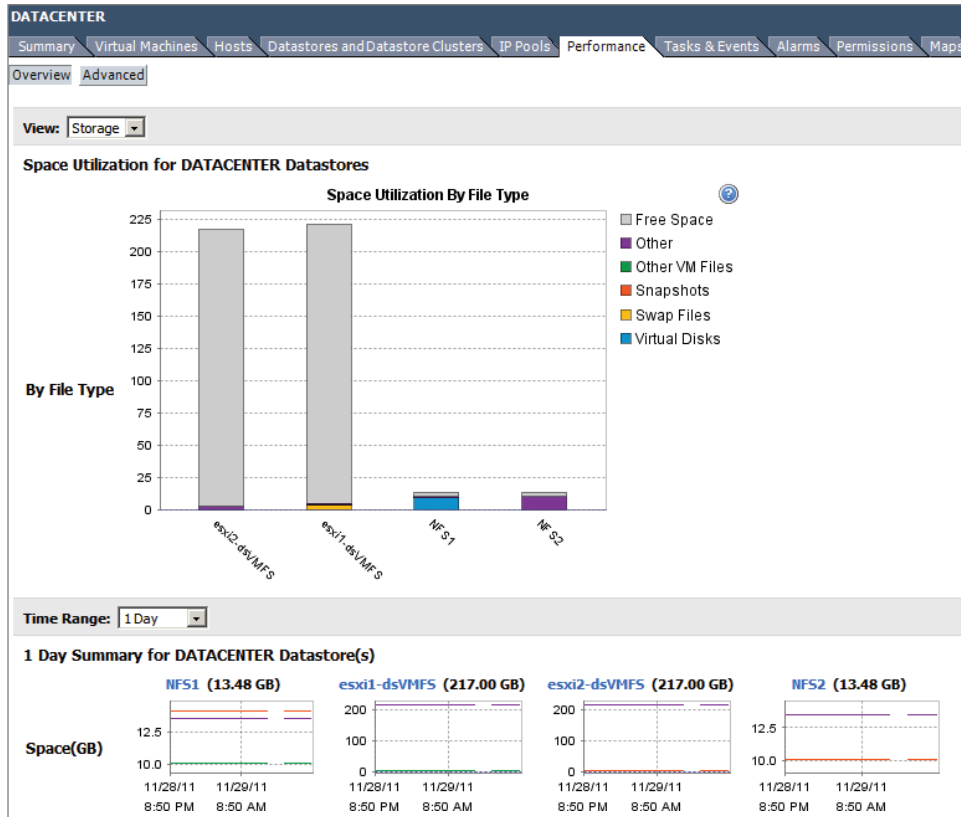 DATACENTER
Summary Virtual Machines Hosts Datastores and Datastore Clusters IP Pools Performance Tasks & Events Alarms Permissions Maps
Overview Advanced
View: Storage
Space Utilization for DATACENTER Datastores
Space Utilization By File Type
?
225
200
175
150
125
100
75
50
25
0
By File Type
Free Space
Other
Other VM Files
Snapshots
Swap Files
Virtual Disks
esxi2-dsVMFS esxi1-dsVMFS NFS1 NFS2
Time Range: 1 Day
1 Day Summary for DATACENTER Datastore(s)
NFS1 (13.48 GB) esxi1-dsVMFS (217.00 GB) esxi2-dsVMFS (217.00 GB) NFS2 (13.48 GB)
Space(GB)
12.5
10.0
11/28/11 11/29/11
8:50 PM 8:50 AM
200
100
0
11/28/11 11/29/11
8:50 PM 8:50 AM
200
100
0
11/28/11 11/29/11
8:50 PM 8:50 AM
12.5
10.0
11/28/11 11/29/11
8:50 PM 8:50 AM